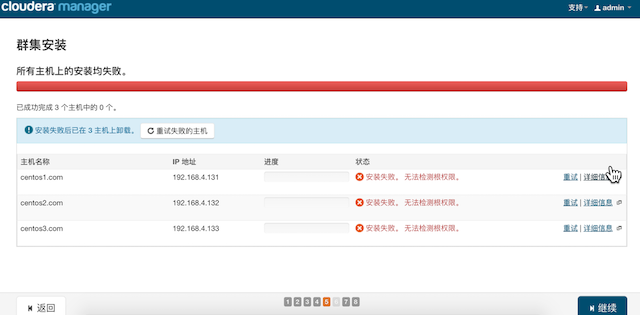 cloudera manager 支持 admin
群集安装
所有主机上的安装均失败。
已成功完成 3 个主机中的 0 个。
安装失败后已在 3 主机上卸载。 重试失败的主机
主机名称 IP 地址 进度 状态
centos1.com 192.168.4.131 安装失败。 无法检测根权限。 重试 | 详细信息
centos2.com 192.168.4.132 安装失败。 无法检测根权限。 重试 | 详细信息
centos3.com 192.168.4.133 安装失败。 无法检测根权限。 重试 | 详细信息
返回 1 2 3 4 5 7 8 继续